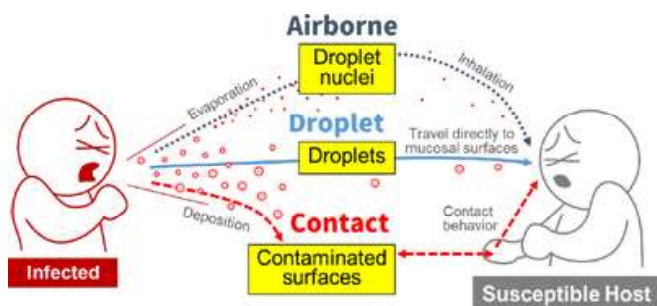 Airborne
Droplet
nuclei
Evaporation
Inhalation
Droplet
Droplets
Travel directly to
mucosal surfaces
Deposition
Contact
Contaminated
surfaces
Contact
behavior
Infected
Susceptible Host